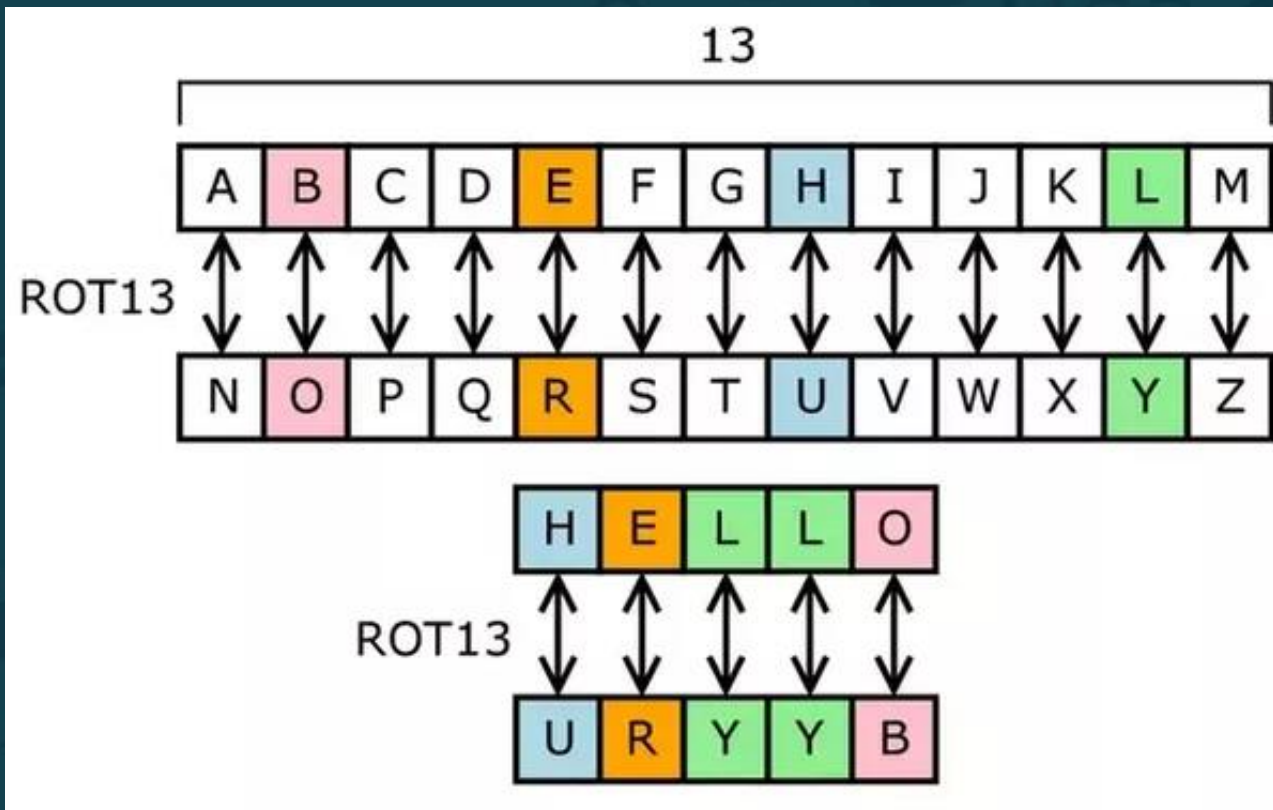 13
A B C D E F G H I J K L M
ROT13
N O P Q R S T U V W X Y Z
H E L L O
ROT13
U R Y Y B